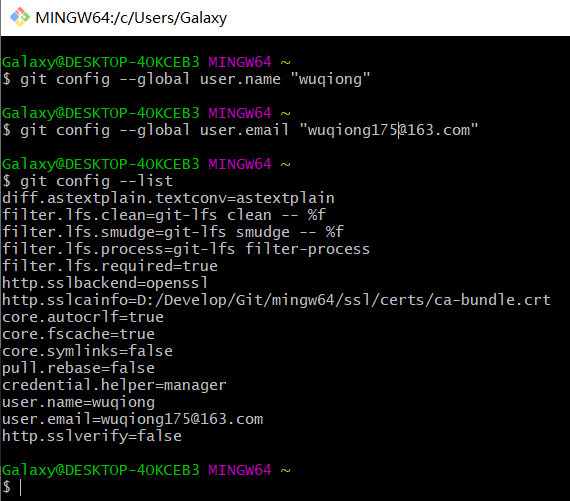 MINGW64:/c/Users/Galaxy
Galaxy@DESKTOP-4OKCEB3 MINGW64 ~
$ git config --global user.name "wuqiong"
Galaxy@DESKTOP-4OKCEB3 MINGW64 ~
$ git config --global user.email "wuqiong175@163.com"
Galaxy@DESKTOP-4OKCEB3 MINGW64 ~
$ git config --list
diff.astextplain.textconv=astextplain
filter.lfs.clean=git-lfs clean -- %f
filter.lfs.smudge=git-lfs smudge -- %f
filter.lfs.process=git-lfs filter-process
filter.lfs.required=true
http.sslbackend=openssl
http.sslcainfo=D:/Develop/Git/mingw64/ssl/certs/ca-bundle.crt
core.autocrlf=true
core.fscache=true
core.symlinks=false
pull.rebase=false
credential.helper=manager
user.name=wuqiong
user.email=wuqiong175@163.com
http.sslverify=false
Galaxy@DESKTOP-4OKCEB3 MINGW64 ~
$